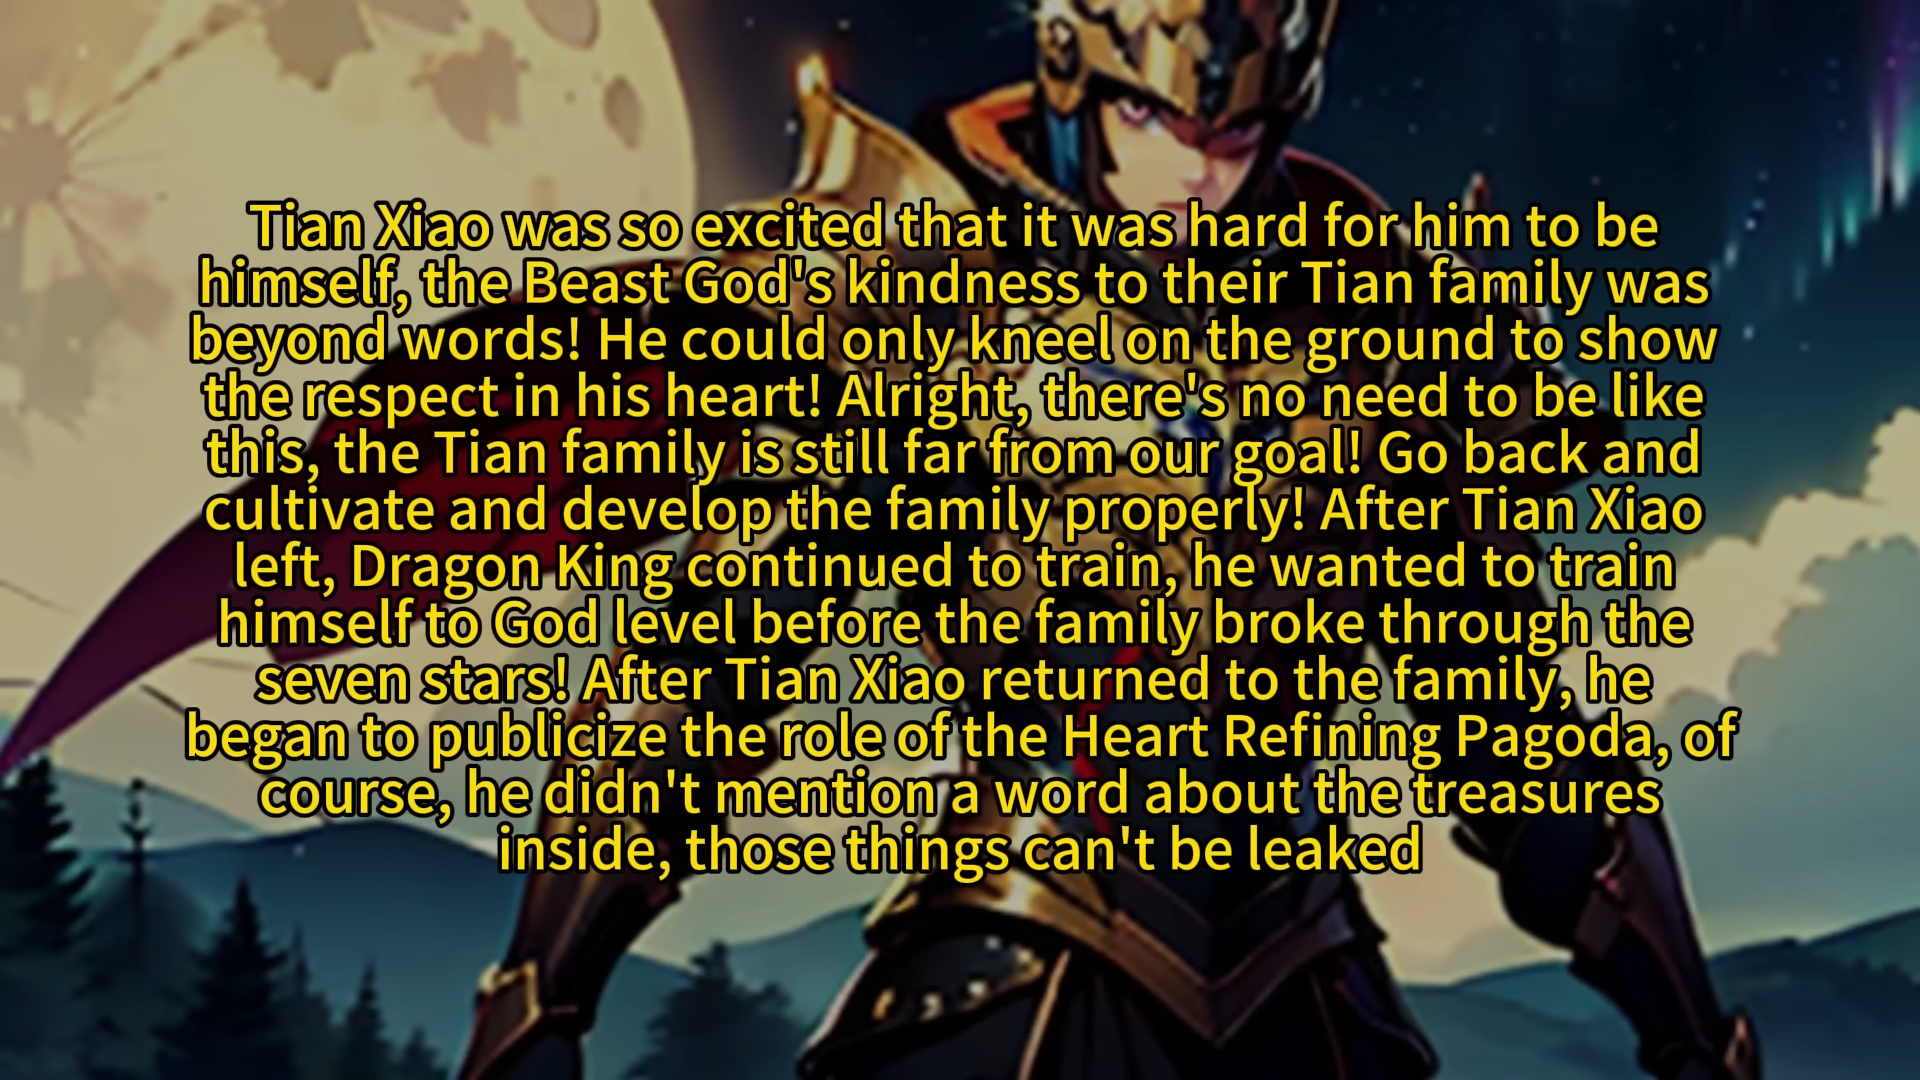 Tian Xiao was so excited that it was hard for him to be
himself, the Beast God's kindness to their Tian family was
beyond words! He could only kneel on the ground to show
the respect in his heart! Alright, there's no need to be like
this, the Tian family is still far from our goal! Go back and
cultivate and develop the family properly! After Tian Xiao
left, Dragon King continued to train, he wanted to train
himself to God level before the family broke through the
seven stars! After Tian Xiao returned to the family, he
began to publicize the role of the Heart Refining Pagoda, of
course, he didn't mention a word about the treasures
inside, those things can't be leaked